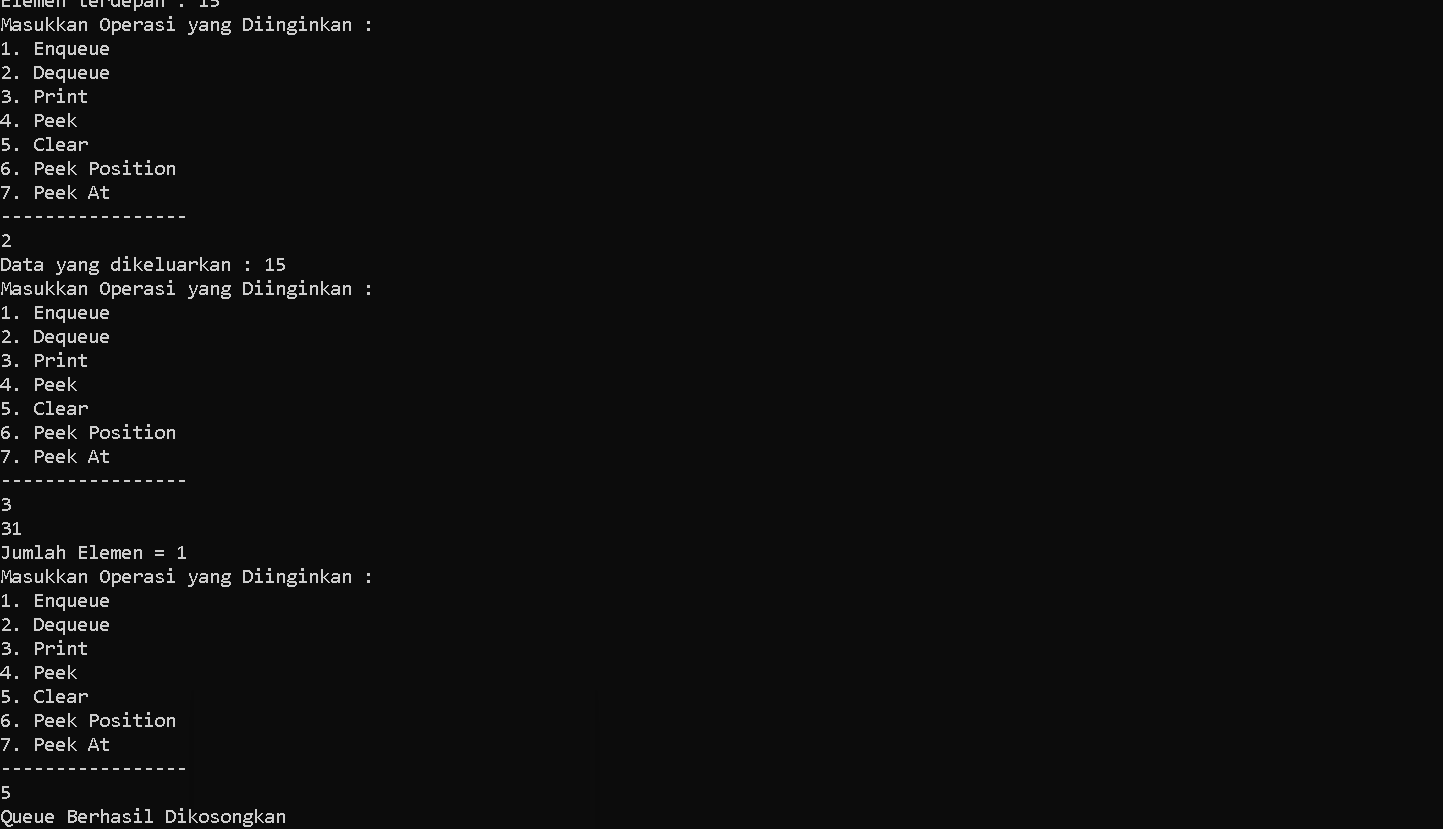 Elemen terdepan : 15
Masukkan Operasi yang Diinginkan :
1. Enqueue
2. Dequeue
3. Print
4. Peek
5. Clear
6. Peek Position
7. Peek At
-----------------
2
Data yang dikeluarkan : 15
Masukkan Operasi yang Diinginkan :
1. Enqueue
2. Dequeue
3. Print
4. Peek
5. Clear
6. Peek Position
7. Peek At
-----------------
3
31
Jumlah Elemen = 1
Masukkan Operasi yang Diinginkan :
1. Enqueue
2. Dequeue
3. Print
4. Peek
5. Clear
6. Peek Position
7. Peek At
-----------------
5
Queue Berhasil Dikosongkan